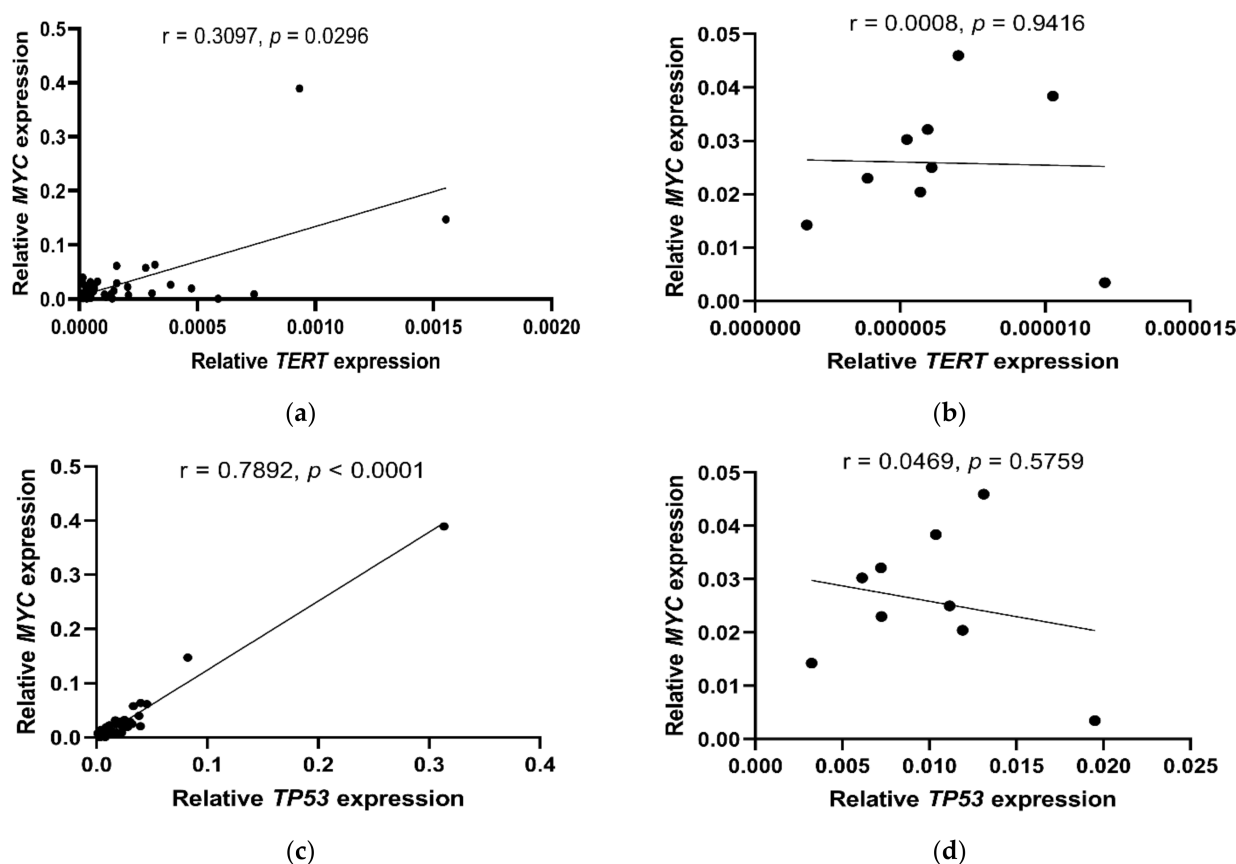 r = 0.3097, p = 0.0296
Relative MYC expression
0.5
0.4
0.3
0.2
0.1
0.0
0.0000 0.0005 0.0010 0.0015 0.0020
Relative TERT expression
(a)
r = 0.0008, p = 0.9416
Relative MYC expression
0.05
0.04
0.03
0.02
0.01
0.00
0.000000 0.000005 0.000010 0.000015
Relative TERT expression
(b)
r = 0.7892, p < 0.0001
Relative MYC expression
0.5
0.4
0.3
0.2
0.1
0.0
0.0 0.1 0.2 0.3 0.4
Relative TP53 expression
(c)
r = 0.0469, p = 0.5759
Relative MYC expression
0.05
0.04
0.03
0.02
0.01
0.00
0.000 0.005 0.010 0.015 0.020 0.025
Relative TP53 expression
(d)